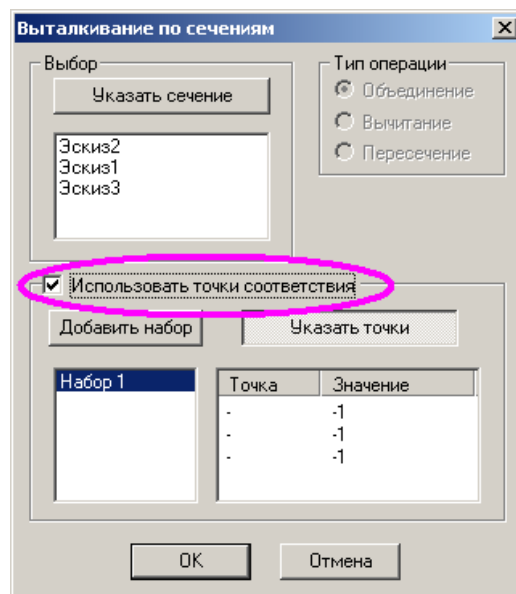 Выталкивание по сечениям
Выбор
Указать сечение
Эскиз2
Эскиз1
Эскиз3
Тип операции
Объединение
Вычитание
Пересечение
Использовать точки соответствия
Добавить набор
Указать точки
Набор 1
Точка Значение
- -1
- -1
- -1
OK Отмена